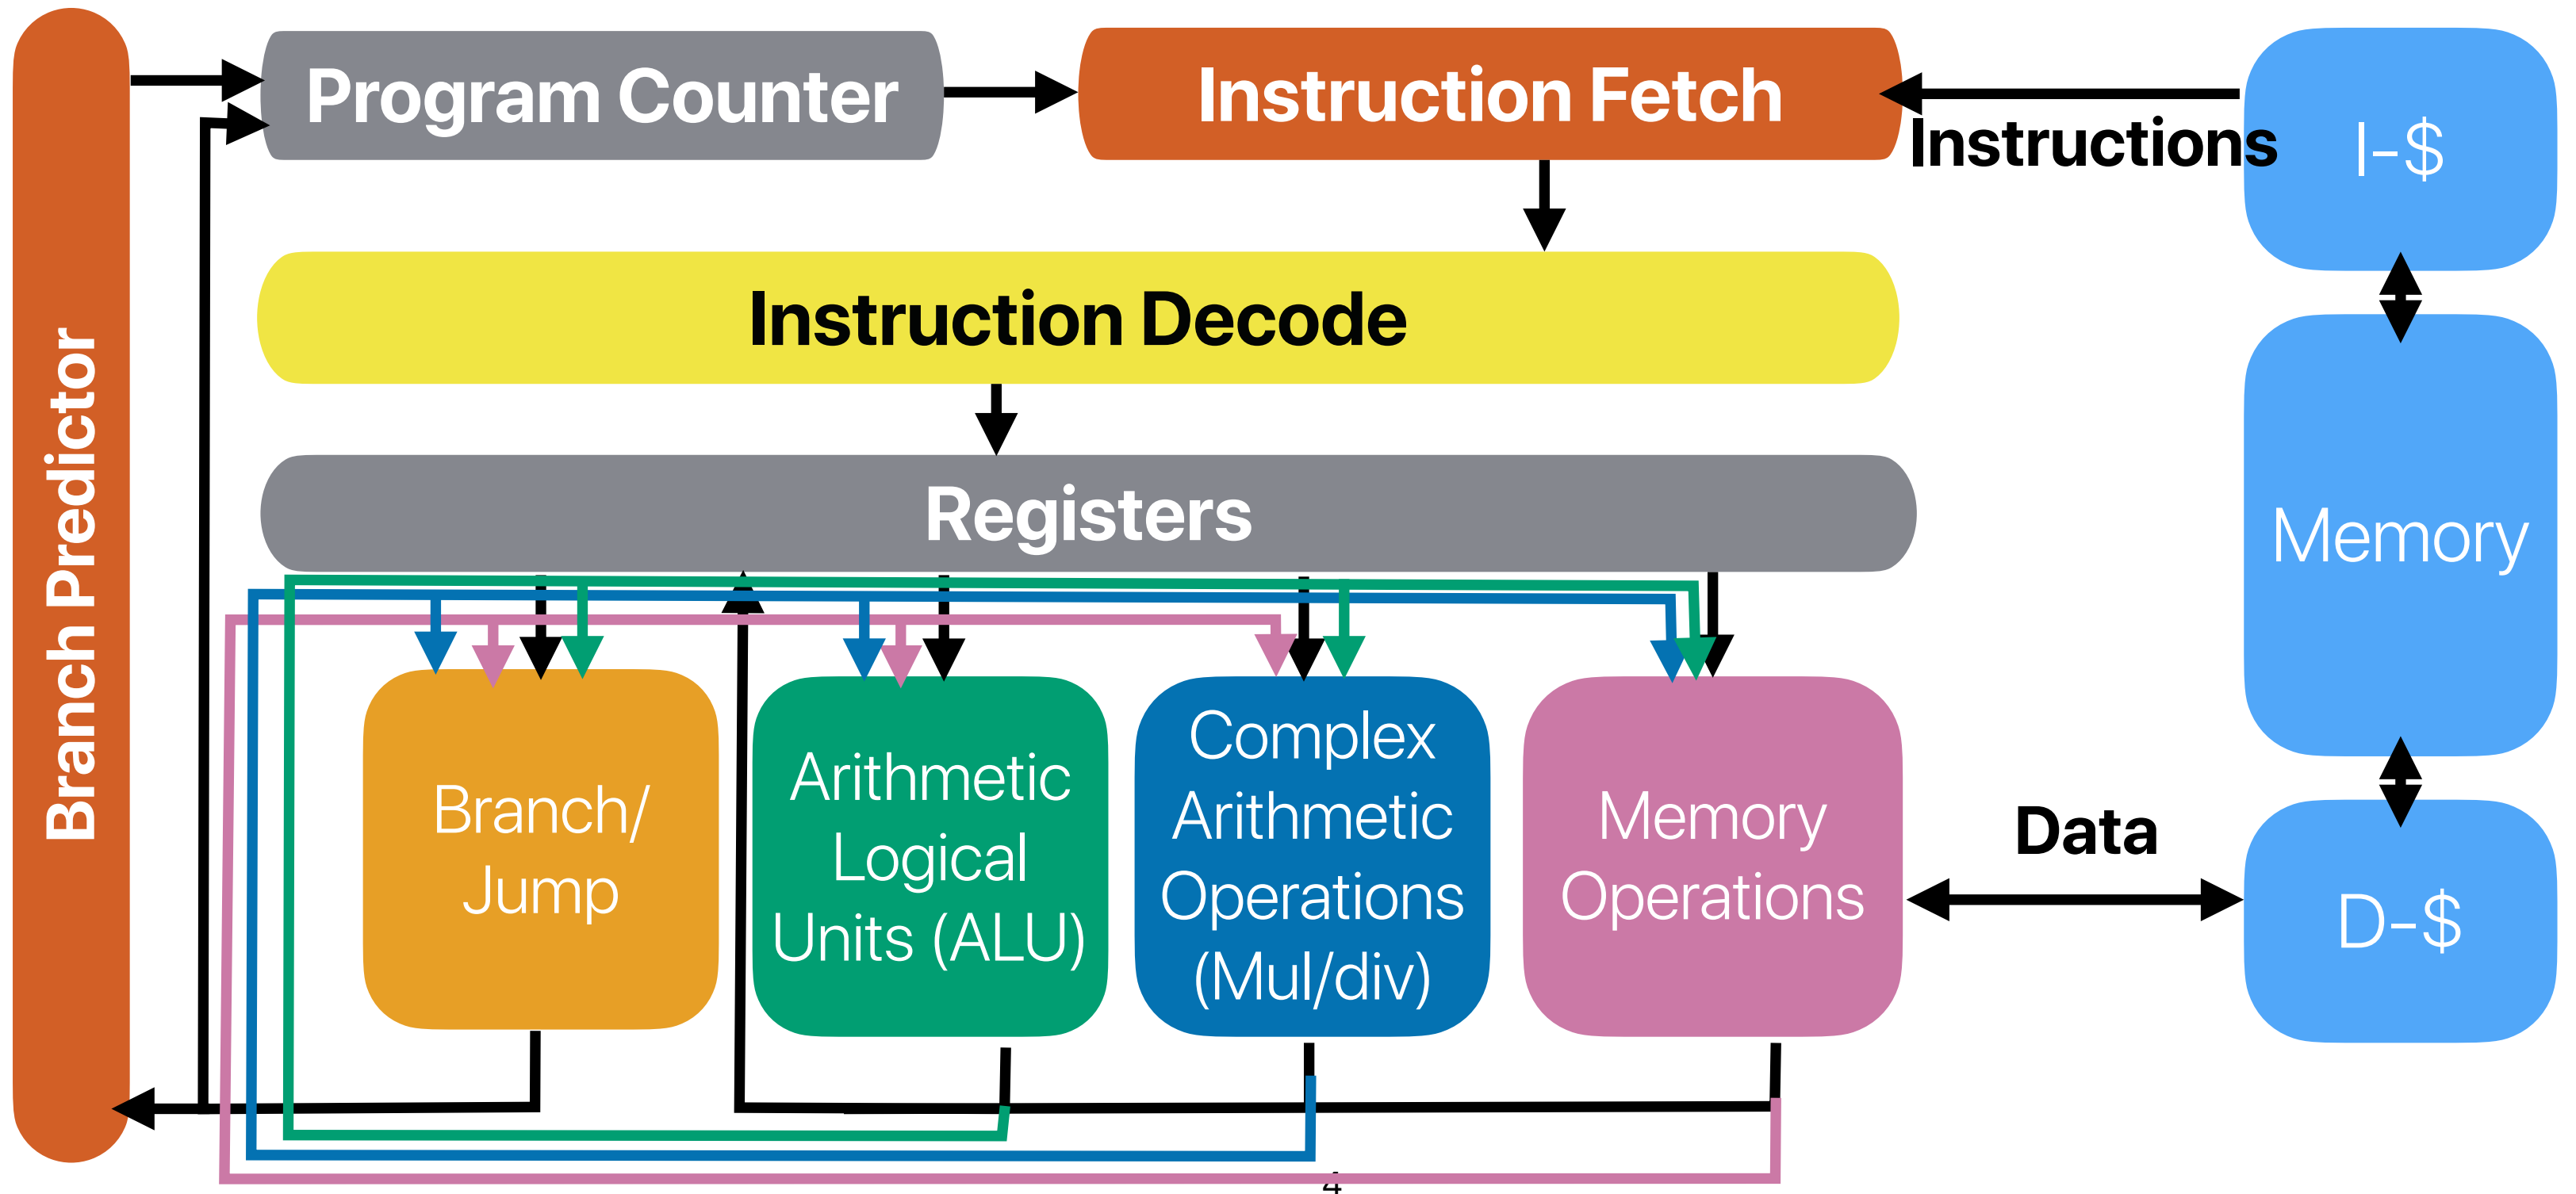 Program Counter
Instruction Fetch
Instructions
I-$
Instruction Decode
Branch Predictor
Registers
Memory
Branch/
Jump
Arithmetic
Logical
Units (ALU)
Complex
Arithmetic
Operations
(Mul/div)
Memory
Operations
Data
D-$
4